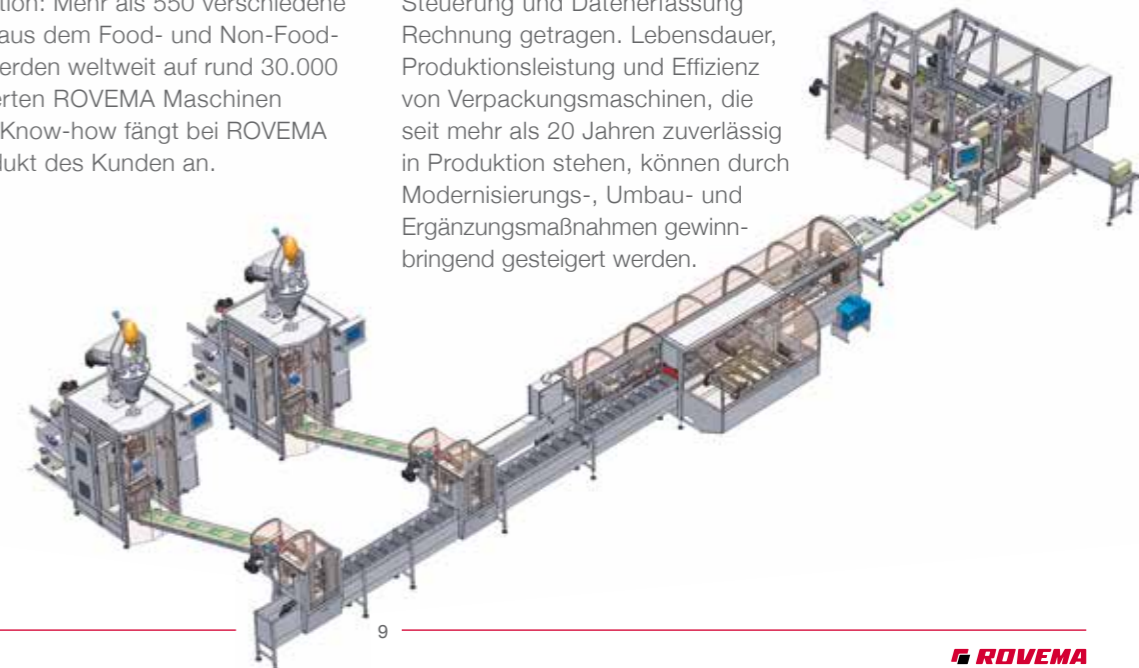 tion: Mehr als 550 verschiedene
aus dem Food- und Non-Food-
erden weltweit auf rund 30.000
erten ROVEMA Maschinen
Know-how fängt bei ROVEMA
dukt des Kunden an.
Steuerung und Datenerfassung
Rechnung getragen. Lebensdauer,
Produktionsleistung und Effizienz
von Verpackungsmaschinen, die
seit mehr als 20 Jahren zuverlässig
in Produktion stehen, können durch
Modernisierungs-, Umbau- und
Ergänzungsmaßnahmen gewinn-
bringend gesteigert werden.
9
ROVEMA